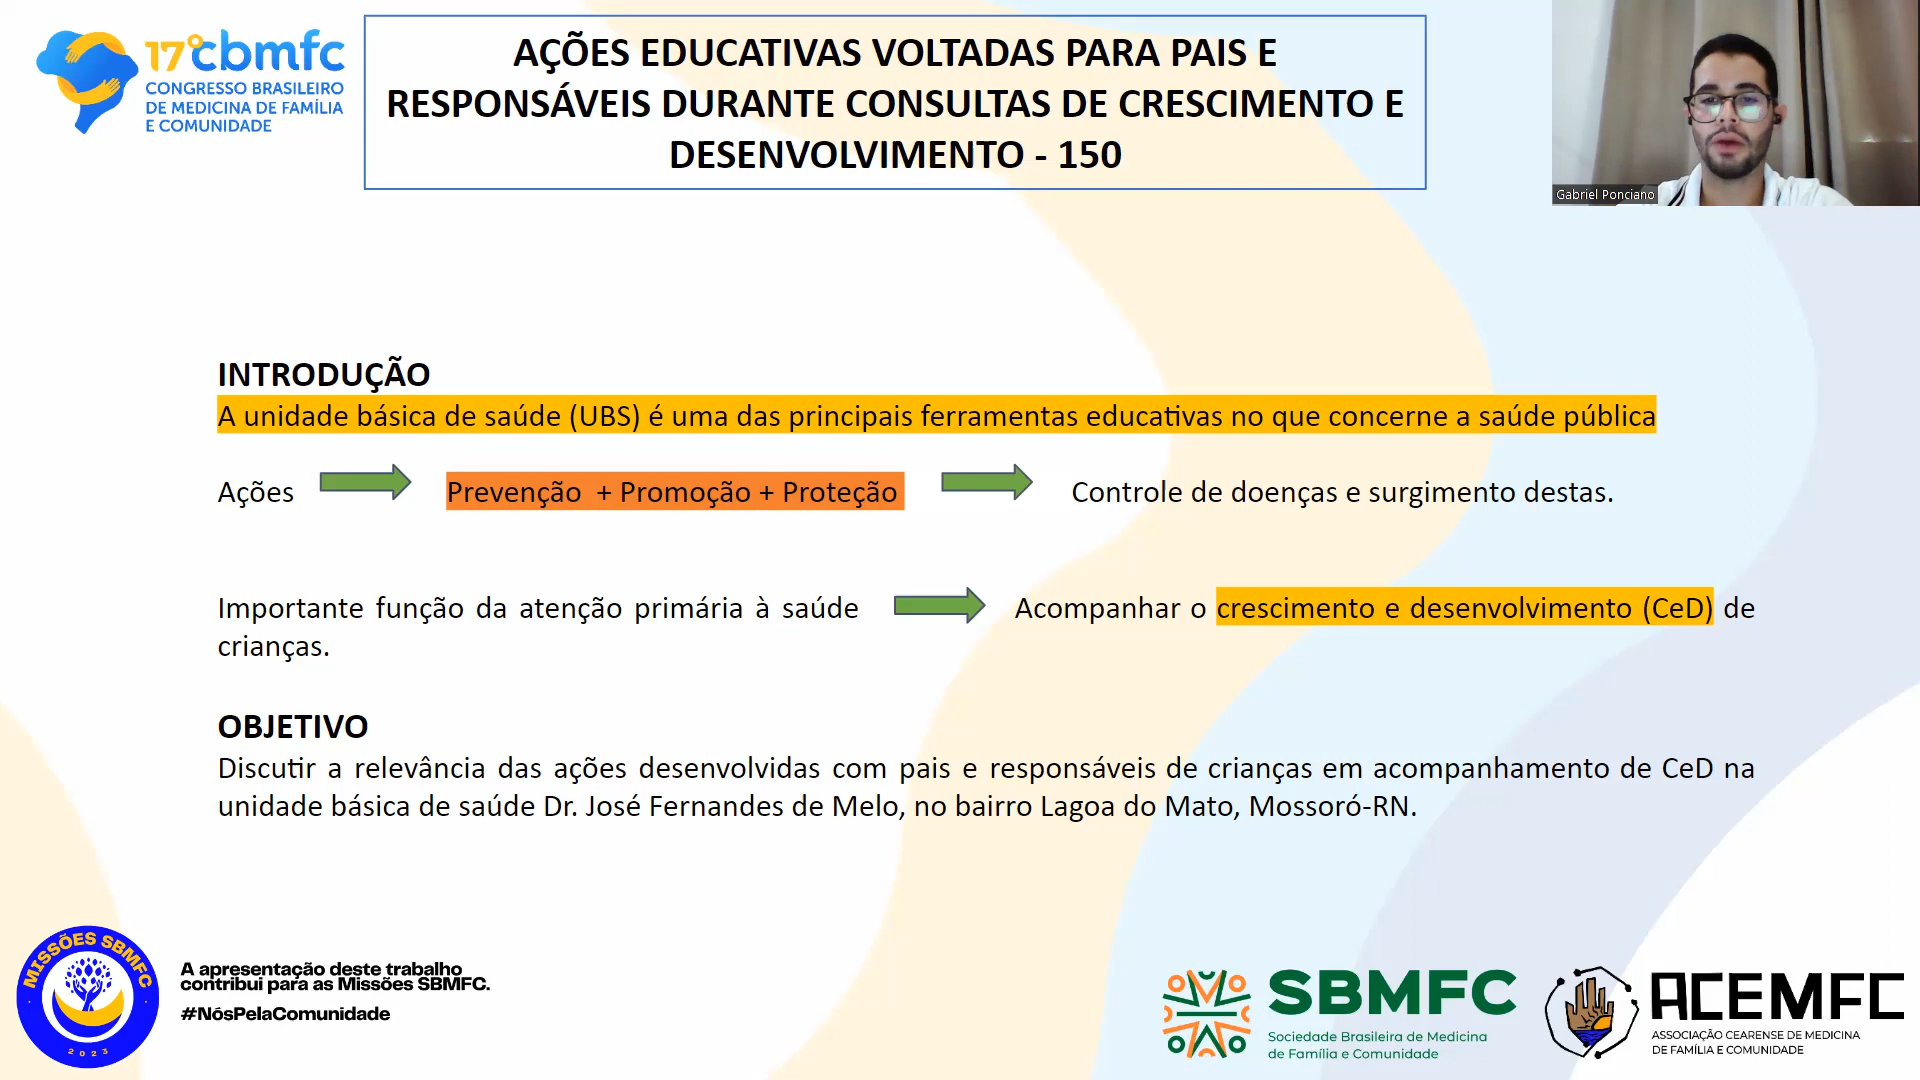 17º cbmfc
CONGRESSO BRASILEIRO
DE MEDICINA DE FAMÍLIA
E COMUNIDADE
AÇÕES EDUCATIVAS VOLTADAS PARA PAIS E
RESPONSÁVEIS DURANTE CONSULTAS DE CRESCIMENTO E
DESENVOLVIMENTO - 150
Gabriel Ponciano
INTRODUÇÃO
A unidade básica de saúde (UBS) é uma das principais ferramentas educativas no que concerne a saúde pública
Ações Prevenção + Promoção + Proteção Controle de doenças e surgimento destas.
Importante função da atenção primária à saúde Acompanhar o crescimento e desenvolvimento (CeD) de
crianças.
OBJETIVO
Discutir a relevância das ações desenvolvidas com pais e responsáveis de crianças em acompanhamento de CeD na
unidade básica de saúde Dr. José Fernandes de Melo, no bairro Lagoa do Mato, Mossoró-RN.
MISSÕES SBMFC
2023
A apresentação deste trabalho
contribui para as Missões SBMFC.
#NósPelaComunidade
SBMFC
Sociedade Brasileira de Medicina
de Família e Comunidade
ACEMFC
ASSOCIAÇÃO CEARENSE DE MEDICINA
DE FAMÍLIA E COMUNIDADE